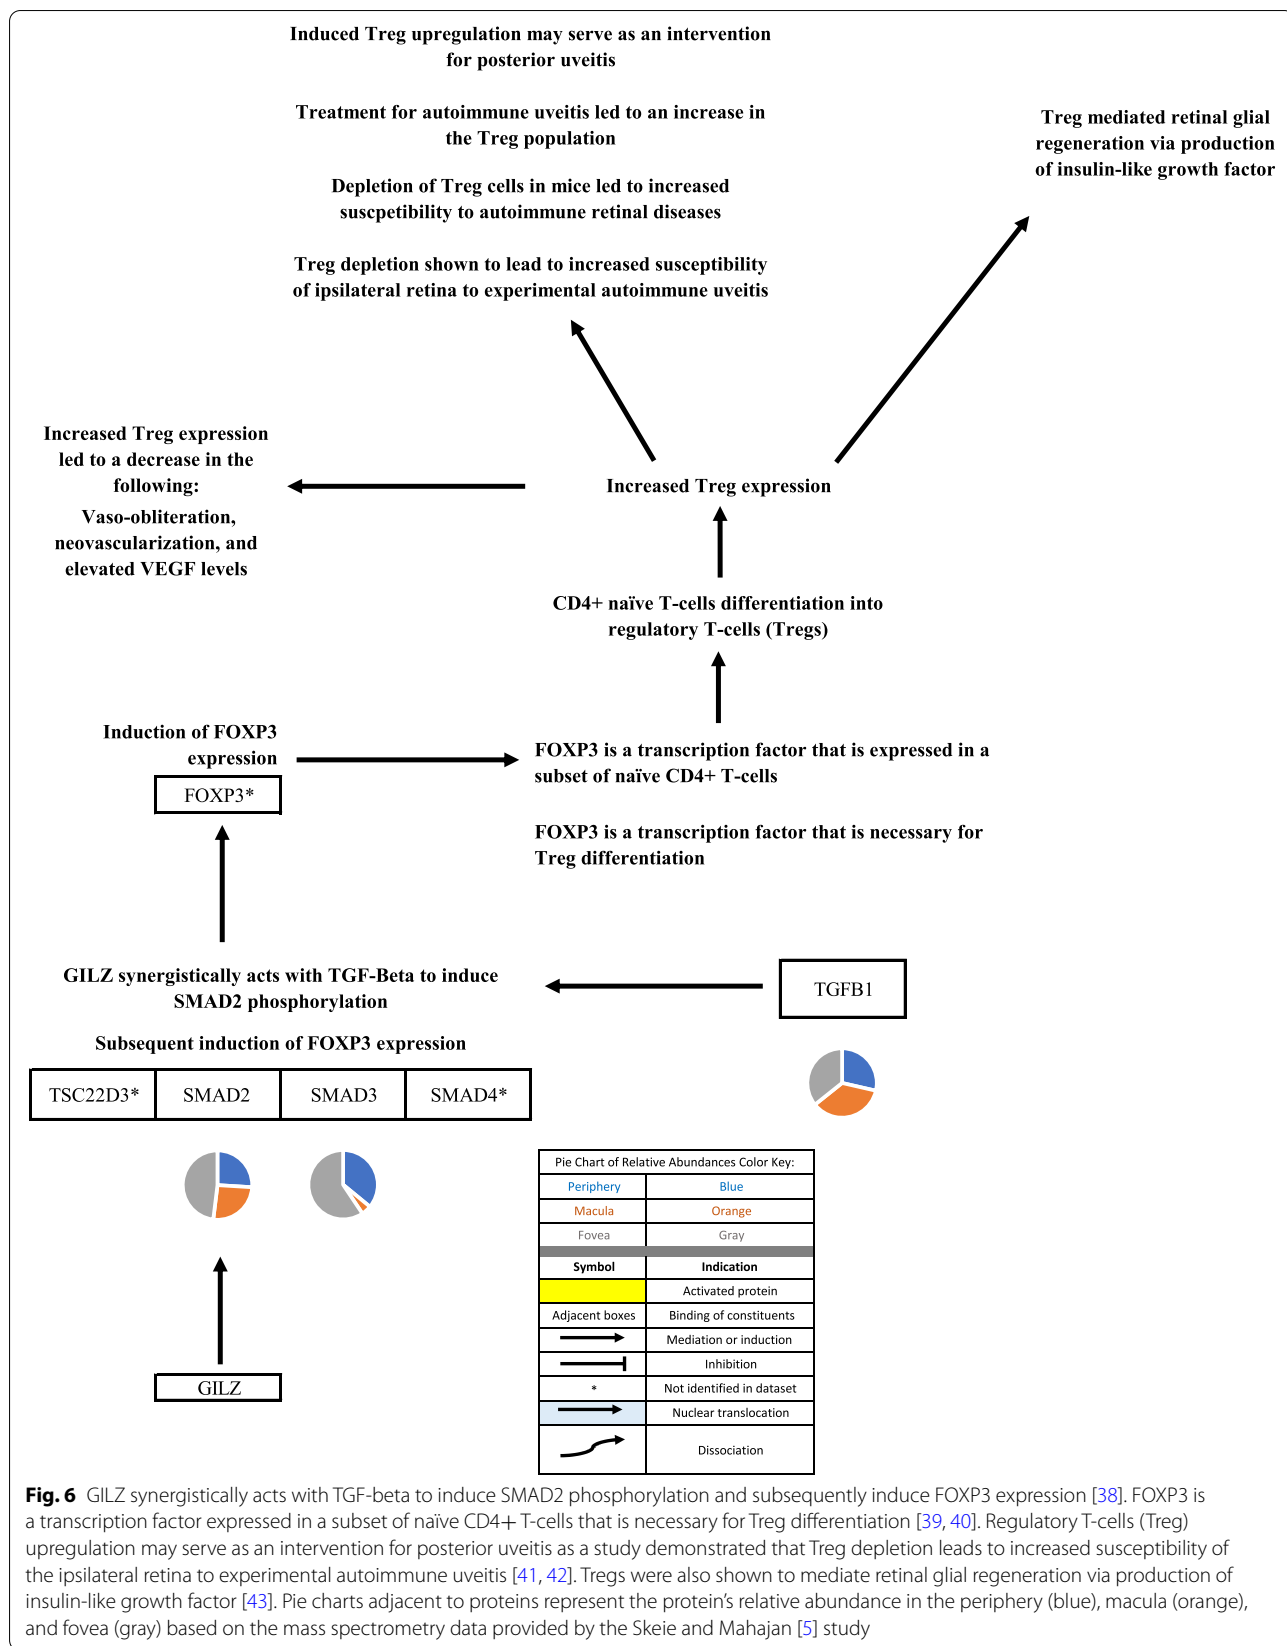 Induced Treg upregulation may serve as an intervention
for posterior uveitis
Treatment for autoimmune uveitis led to an increase in
the Treg population
Depletion of Treg cells in mice led to increased
suscpetibility to autoimmune retinal diseases
Treg depletion shown to lead to increased susceptibility
of ipsilateral retina to experimental autoimmune uveitis
Treg mediated retinal glial
regeneration via production
of insulin-like growth factor
Increased Treg expression
led to a decrease in the
following:
Vaso-obliteration,
neovascularization, and
elevated VEGF levels
Increased Treg expression
CD4+ naïve T-cells differentiation into
regulatory T-cells (Tregs)
Induction of FOXP3
expression
FOXP3*
FOXP3 is a transcription factor that is expressed in a
subset of naïve CD4+ T-cells
FOXP3 is a transcription factor that is necessary for
Treg differentiation
GILZ synergistically acts with TGF-Beta to induce
SMAD2 phosphorylation
Subsequent induction of FOXP3 expression
TGFB1
TSC22D3* SMAD2 SMAD3 SMAD4*
GILZ
Pie Chart of Relative Abundances Color Key:
Periphery Blue
Macula Orange
Fovea Gray
Symbol Indication
Activated protein
Adjacent boxes Binding of constituents
Mediation or induction
Inhibition
* Not identified in dataset
Nuclear translocation
Dissociation
Fig. 6 GILZ synergistically acts with TGF-beta to induce SMAD2 phosphorylation and subsequently induce FOXP3 expression [38]. FOXP3 is
a transcription factor expressed in a subset of naïve CD4+ T-cells that is necessary for Treg differentiation [39, 40]. Regulatory T-cells (Treg)
upregulation may serve as an intervention for posterior uveitis as a study demonstrated that Treg depletion leads to increased susceptibility of
the ipsilateral retina to experimental autoimmune uveitis [41, 42]. Tregs were also shown to mediate retinal glial regeneration via production of
insulin-like growth factor [43]. Pie charts adjacent to proteins represent the protein's relative abundance in the periphery (blue), macula (orange),
and fovea (gray) based on the mass spectrometry data provided by the Skeie and Mahajan [5] study